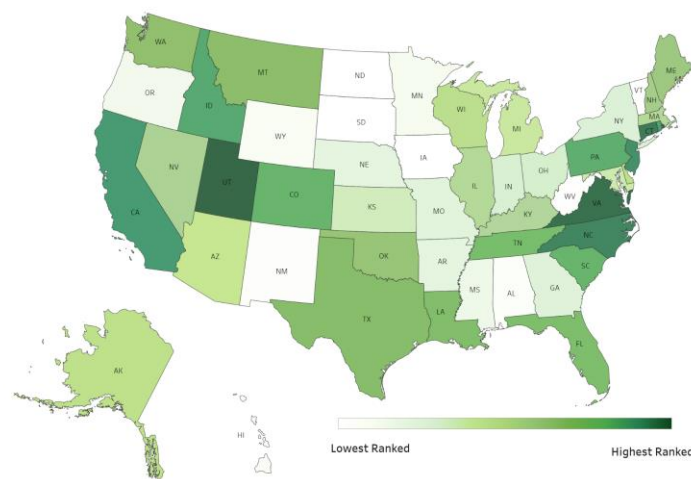 WA
MT
ND
MN
ME
OR
ID
SD
WI
VT
NH
WY
MI
NY
MA
CT
IA
NE
PA
NV
UT
IL
IN
OH
CO
WV
CA
KS
MO
KY
VA
TN
NC
AZ
OK
NM
AR
SC
MS
AL
GA
TX
LA
FL
AK
HI
Lowest Ranked
Highest Ranked